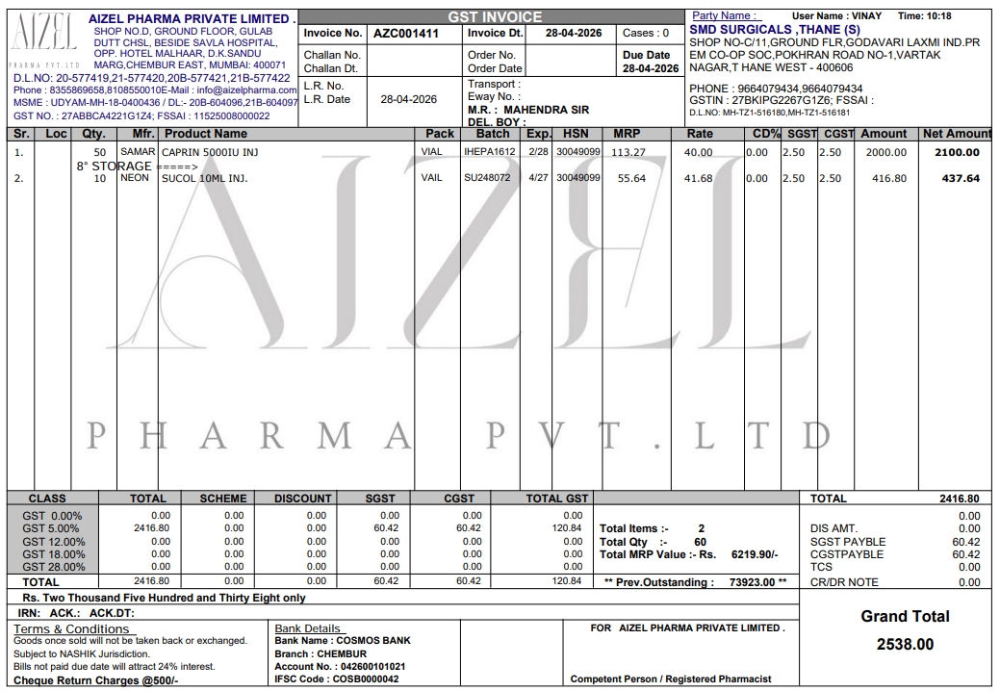 AIZEL
PHARMA PVT.LTD
AIZEL PHARMA PRIVATE LIMITED .
SHOP NO.D, GROUND FLOOR, GULAB
DUTT CHSL, BESIDE SAVLA HOSPITAL,
OPP. HOTEL MALHAAR, D.K.SANDU
MARG,CHEMBUR EAST, MUMBAI: 400071
D.L.NO: 20-577419,21-577420,20B-577421,21B-577422
Phone : 8355869658,8108550010E-Mail : info@aizelpharma.com
MSME : UDYAM-MH-18-0400436 / DL:- 20B-604096,21B-604097
GST NO. : 27ABBCA4221G1Z4; FSSAI : 11525008000022
GST INVOICE
Invoice No. AZC001411 Invoice Dt. 28-04-2026 Cases : 0
Challan No. Order No. Due Date
Challan Dt. Order Date 28-04-2026
L.R. No. Transport :
L.R. Date 28-04-2026 Eway No. :
M.R. : MAHENDRA SIR
DEL. BOY :
Party Name : User Name : VINAY Time: 10:18
SMD SURGICALS ,THANE (S)
SHOP NO-C/11,GROUND FLR,GODAVARI LAXMI IND.PR
EM CO-OP SOC,POKHRAN ROAD NO-1,VARTAK
NAGAR,T HANE WEST - 400606
PHONE : 9664079434,9664079434
GSTIN : 27BKIPG2267G1Z6; FSSAI :
D.L.NO: MH-TZ1-516180,MH-TZ1-516181
Sr. Loc Qty. Mfr. Product Name Pack Batch Exp. HSN MRP Rate CD% SGST CGST Amount Net Amount
1. 50 SAMAR CAPRIN 5000IU INJ VIAL IHEPA1612 2/28 30049099 113.27 40.00 0.00 2.50 2.50 2000.00 2100.00
8° STORAGE =====>
2. 10 NEON SUCOL 10ML INJ. VAIL SU248072 4/27 30049099 55.64 41.68 0.00 2.50 2.50 416.80 437.64
AIZEL
PHARMA PVT.LTD
CLASS TOTAL SCHEME DISCOUNT SGST CGST TOTAL GST
GST 0.00% 0.00 0.00 0.00 0.00 0.00 0.00
GST 5.00% 2416.80 0.00 0.00 60.42 60.42 120.84
GST 12.00% 0.00 0.00 0.00 0.00 0.00 0.00
GST 18.00% 0.00 0.00 0.00 0.00 0.00 0.00
GST 28.00% 0.00 0.00 0.00 0.00 0.00 0.00
TOTAL 2416.80 0.00 0.00 60.42 60.42 120.84
Total Items :- 2
Total Qty :- 60
Total MRP Value :- Rs. 6219.90/-
** Prev.Outstanding : 73923.00 **
TOTAL 2416.80
0.00
DIS AMT. 0.00
SGST PAYBLE 60.42
CGSTPAYBLE 60.42
TCS 0.00
CR/DR NOTE 0.00
Rs. Two Thousand Five Hundred and Thirty Eight only
IRN: ACK.: ACK.DT:
Grand Total
2538.00
Terms & Conditions
Goods once sold will not be taken back or exchanged.
Subject to NASHIK Jurisdiction.
Bills not paid due date will attract 24% interest.
Cheque Return Charges @500/-
Bank Details
Bank Name : COSMOS BANK
Branch : CHEMBUR
Account No. : 042600101021
IFSC Code : COSB0000042
FOR AIZEL PHARMA PRIVATE LIMITED .
Competent Person / Registered Pharmacist